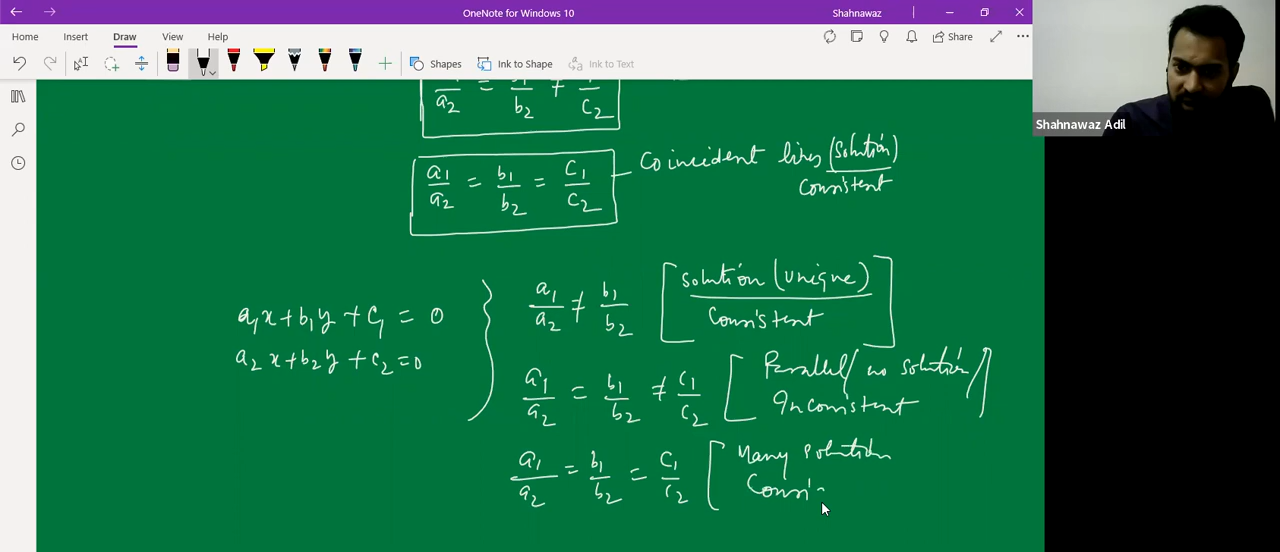 OneNote for Windows 10
Shahnawaz
Home Insert Draw View Help
Share
Shapes Ink to Shape Ink to Text
Shahnawaz Adil
a2 = b2 ≠ c2
a1/a2 = b1/b2 = c1/c2 - Coincident lines (solution)
consistent
a1x + b1y + c1 = 0
a2x + b2y + c2 = 0
a1/a2 ≠ b1/b2 [solution (unique)
consistent]
a1/a2 = b1/b2 ≠ c1/c2 [Parallel / no solution /
Inconsistent]
a1/a2 = b1/b2 = c1/c2 [Many solution
Consi